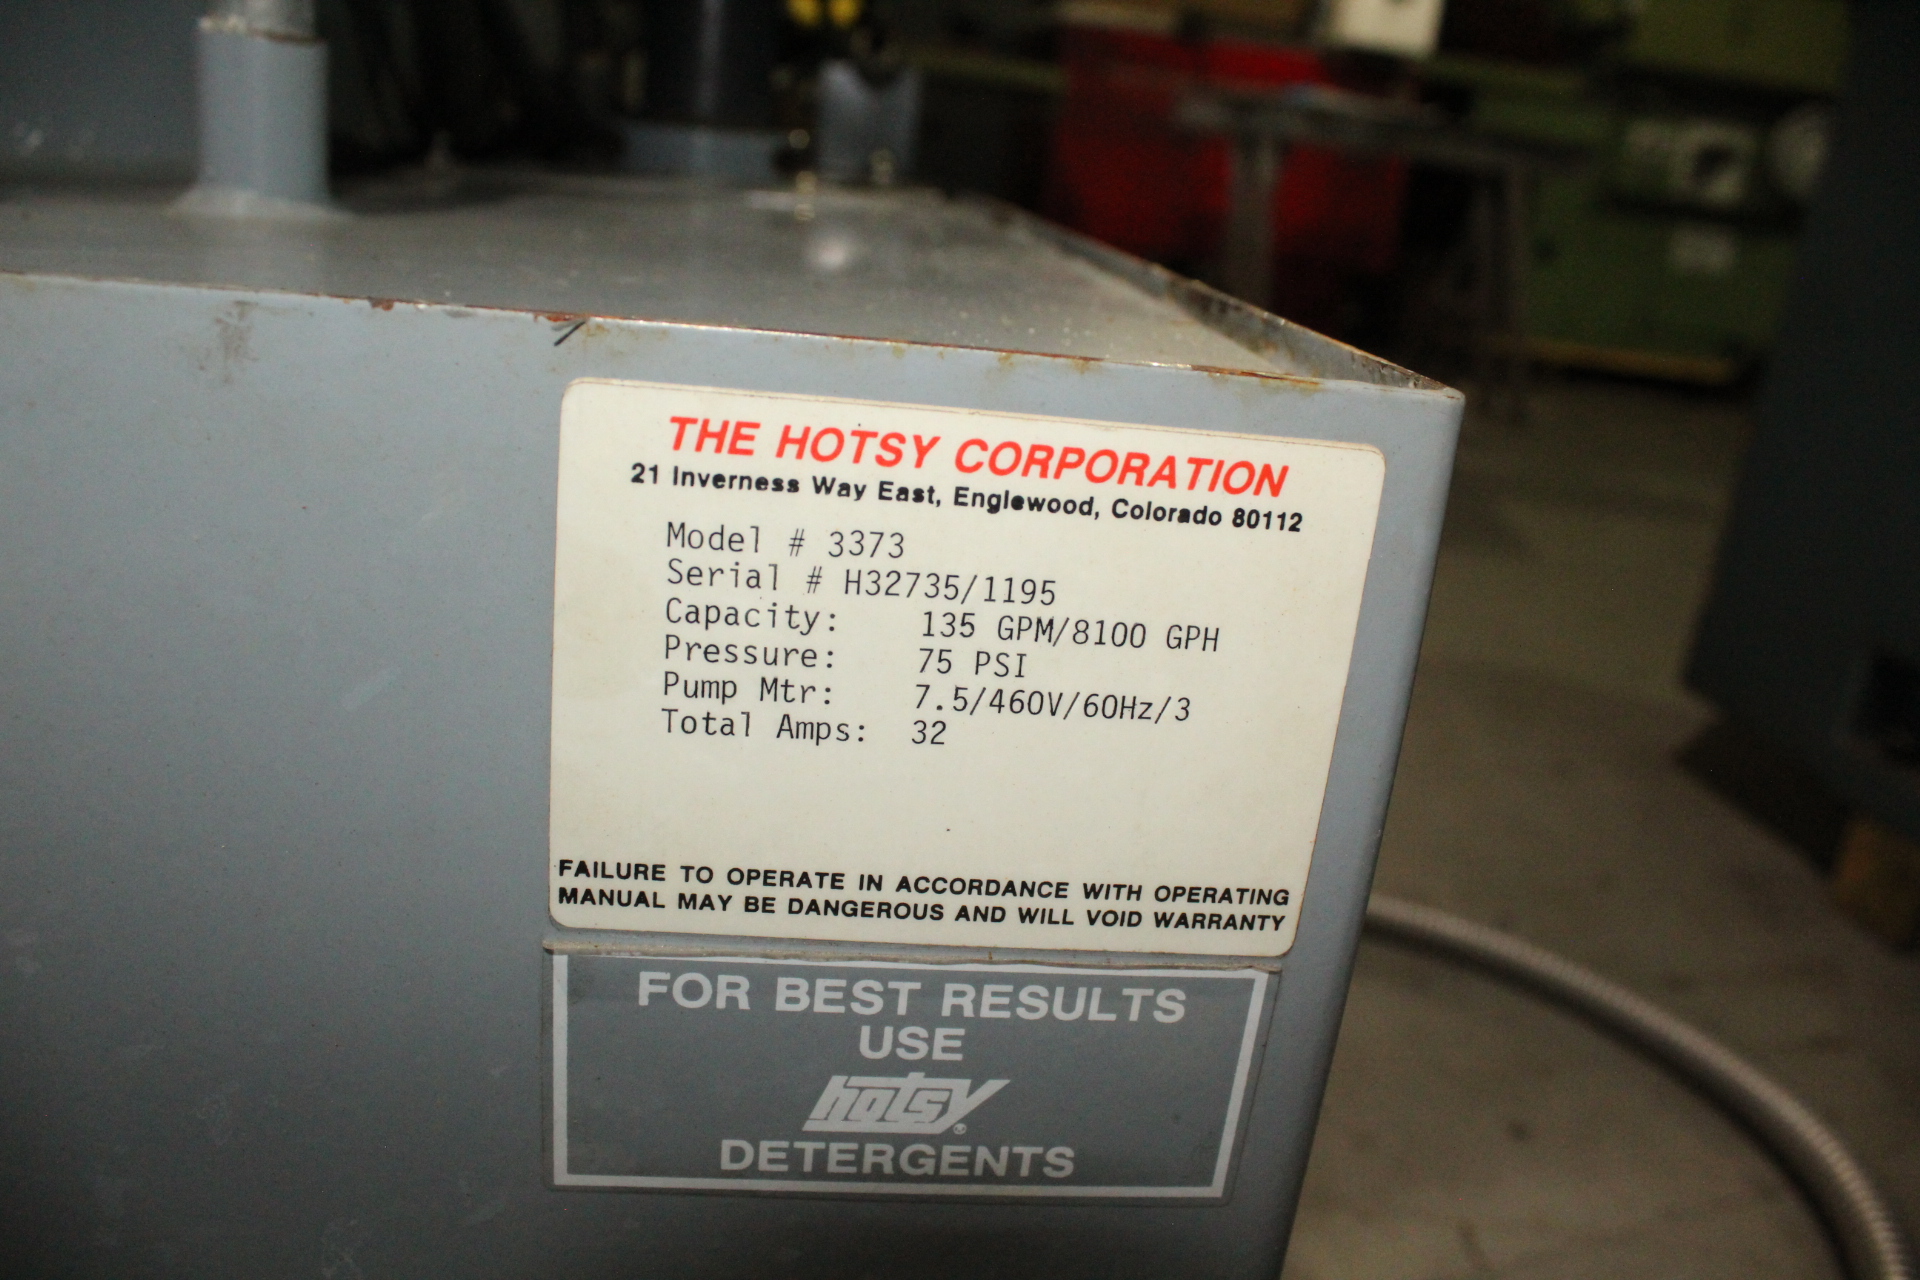 THE HOTSY CORPORATION
21 Inverness Way East, Englewood, Colorado 80112
Model # 3373
Serial # H32735/1195
Capacity: 135 GPM/8100 GPH
Pressure: 75 PSI
Pump Mtr: 7.5/460V/60Hz/3
Total Amps: 32
FAILURE TO OPERATE IN ACCORDANCE WITH OPERATING
MANUAL MAY BE DANGEROUS AND WILL VOID WARRANTY
FOR BEST RESULTS
USE
hotsy
DETERGENTS